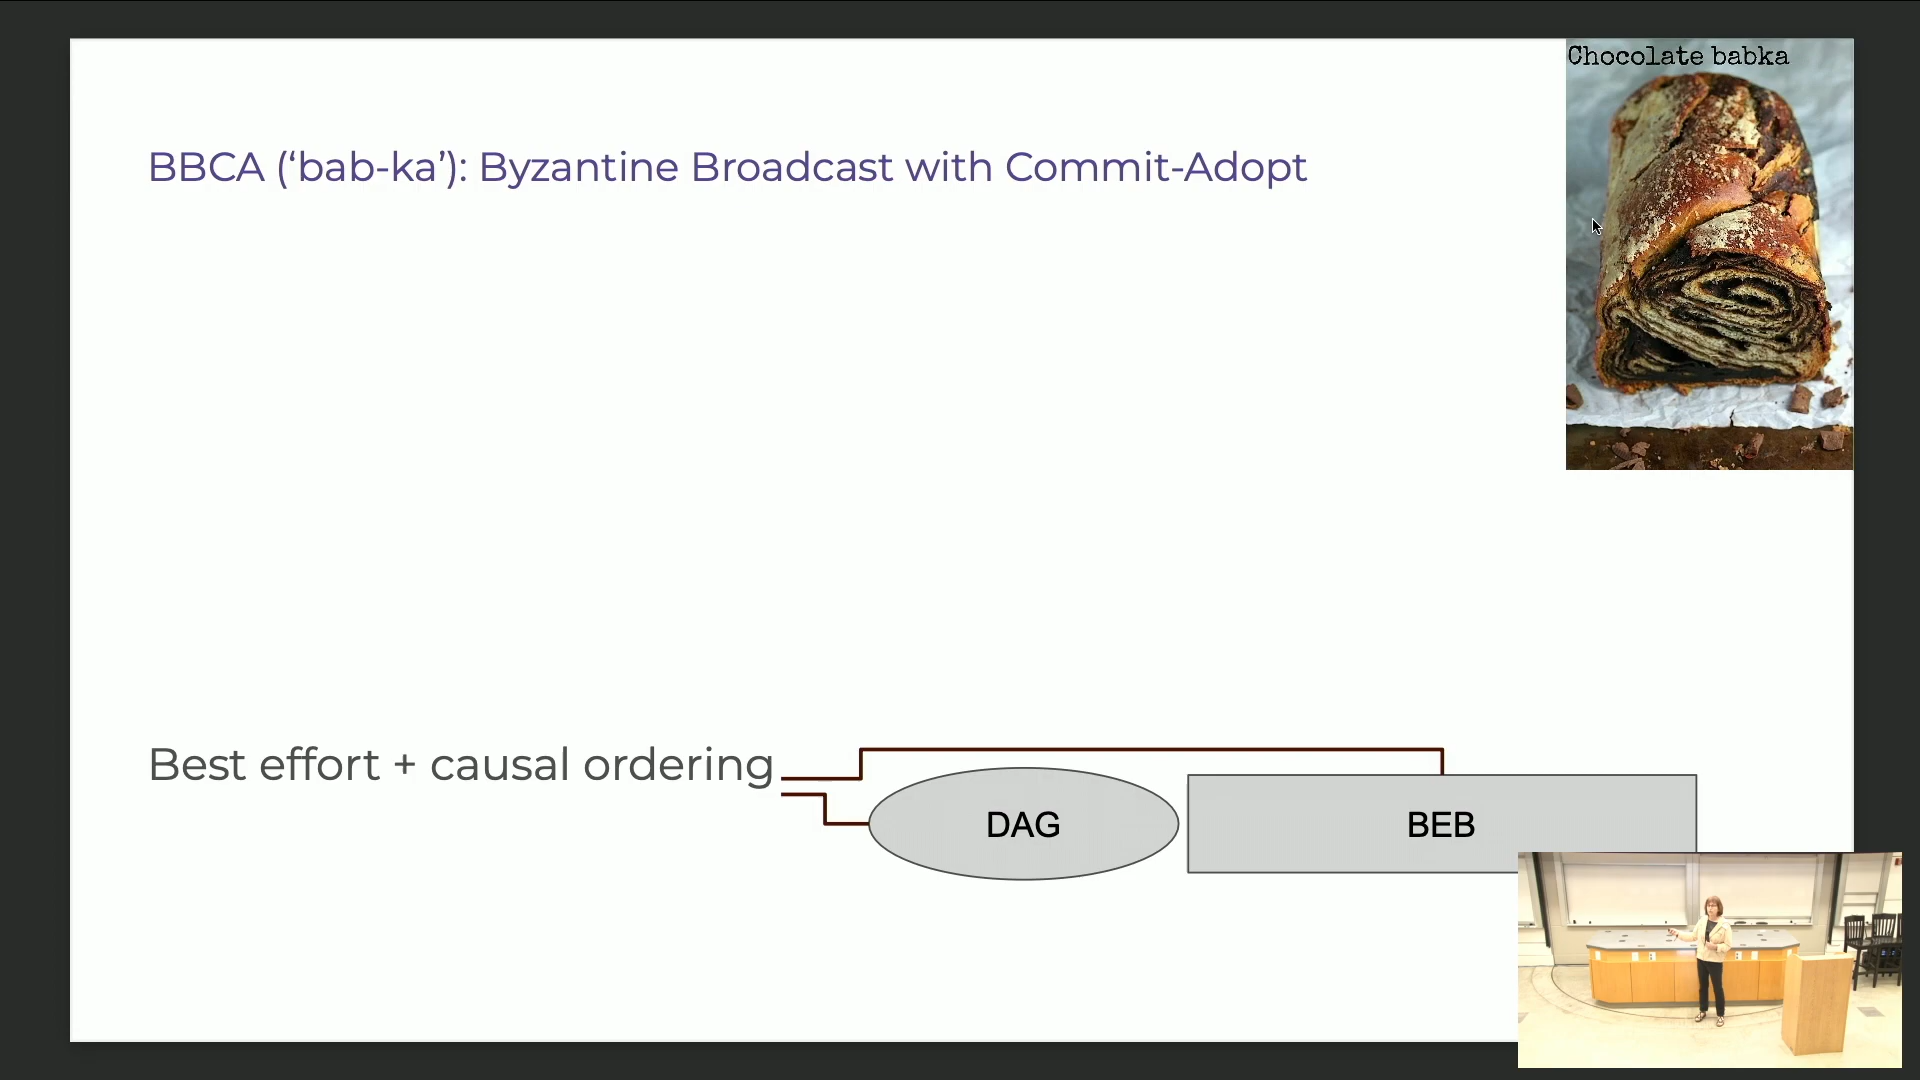 Chocolate babka
BBCA (‘bab-ka’): Byzantine Broadcast with Commit-Adopt
Best effort + causal ordering
DAG
BEB